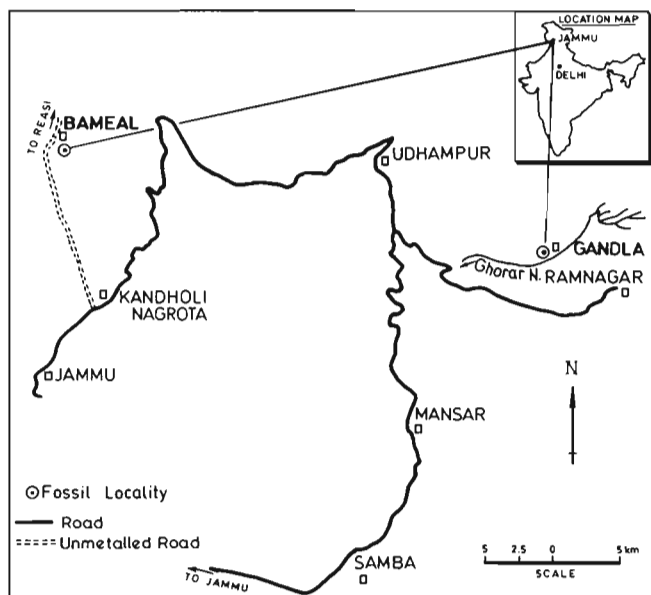 LOCATION MAP
JAMMU
DELHI
TO REASI
BAMEAL
UDHAMPUR
GANDLA
Ghorar N.
RAMNAGAR
KANDHOLI
NAGROTA
JAMMU
N
MANSAR
Fossil Locality
Road
Unmetalled Road
SAMBA
TO JAMMU
5 2.5 0 5 km
SCALE